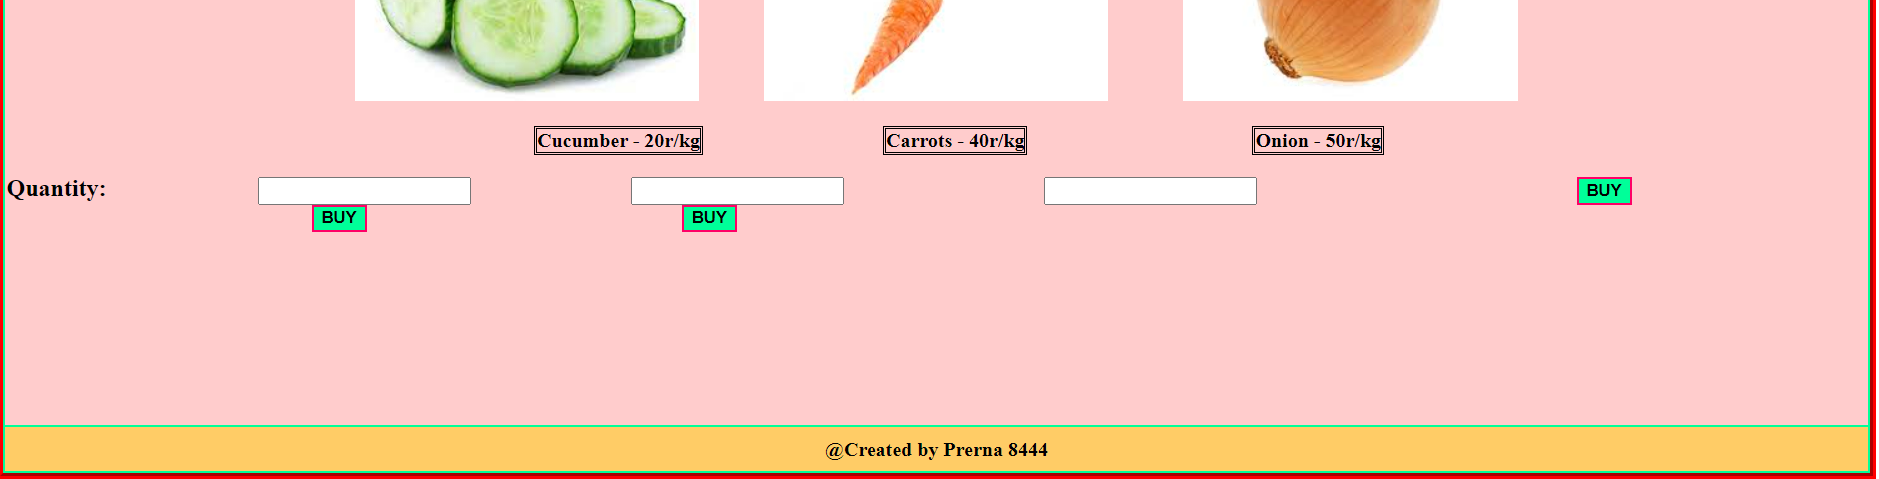 Cucumber - 20r/kg Carrots - 40r/kg Onion - 50r/kg
Quantity: BUY
BUY BUY
@Created by Prerna 8444